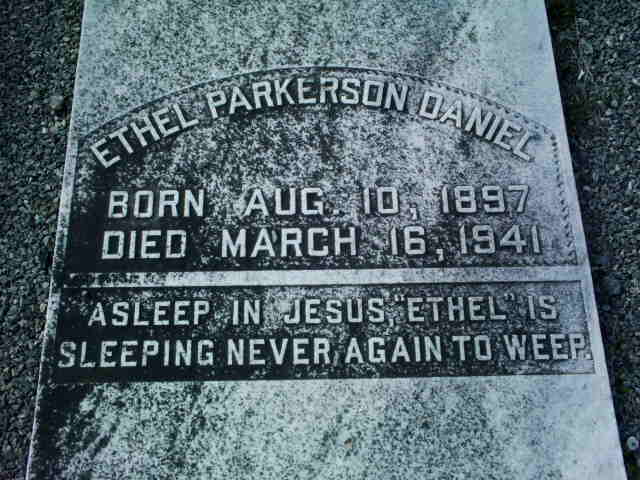 ETHEL PARKERSON DANIEL
BORN AUG. 10, 1897
DIED MARCH 16, 1941
ASLEEP IN JESUS, "ETHEL" IS
SLEEPING NEVER AGAIN TO WEEP.